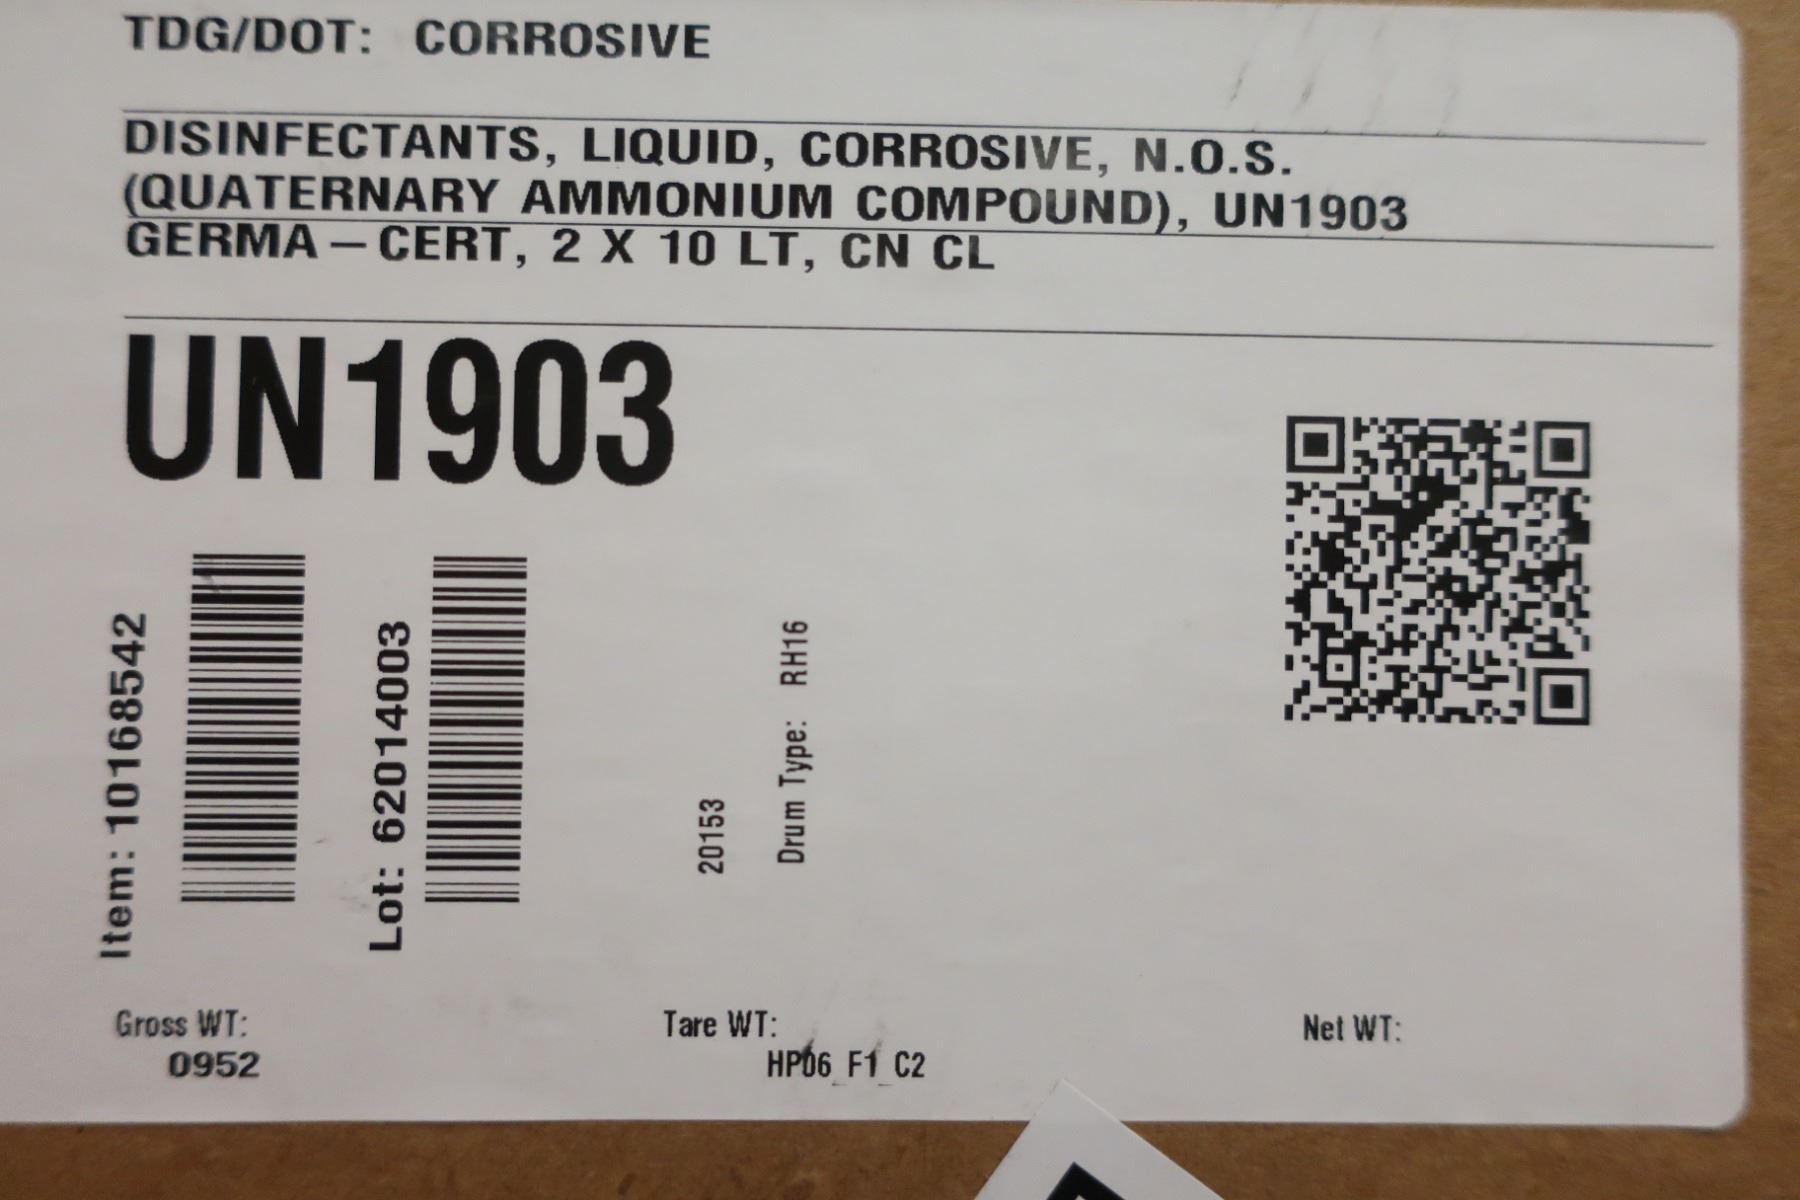 TDG/DOT: CORROSIVE
DISINFECTANTS, LIQUID, CORROSIVE, N.O.S.
(QUATERNARY AMMONIUM COMPOUND), UN1903
GERMA – CERT, 2 X 10 LT, CN CL
UN1903
Item: 10168542
Lot: 62014003
20153
Drum Type: RH16
Gross WT:
0952
Tare WT:
HP06_F1_C2
Net WT: